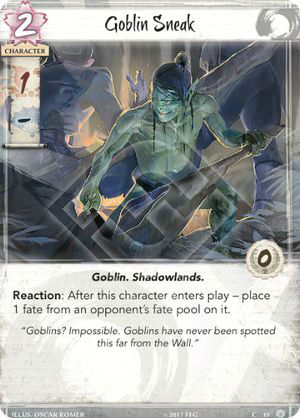 Goblin Sneak
2
CHARACTER
1
-
0
Goblin. Shadowlands.
Reaction: After this character enters play – place
1 fate from an opponent's fate pool on it.
"Goblins? Impossible. Goblins have never been spotted
this far from the Wall."
ILLUS. OSCAR RÖMER
© 2017 FFG
C